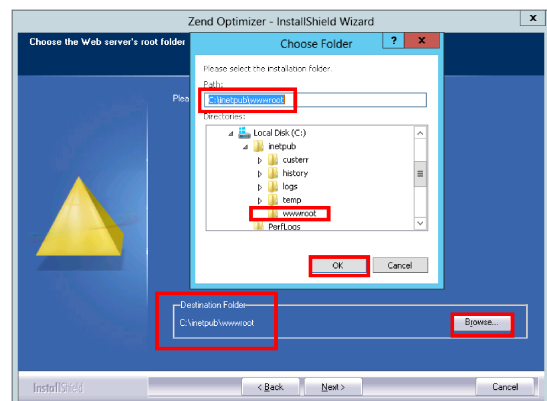 Zend Optimizer - InstallShield Wizard
x
Choose the Web server's root folder
Choose Folder
?
x
Please select the installation folder.
Path:
Plea
C:\inetpub\wwwroot
Directories:
Local Disk (C:)
inetpub
custerr
history
logs
temp
wwwroot
PerfLogs
OK
Cancel
Destination Folder
C:\inetpub\wwwroot
Browse...
InstallShield
< Back
Next >
Cancel